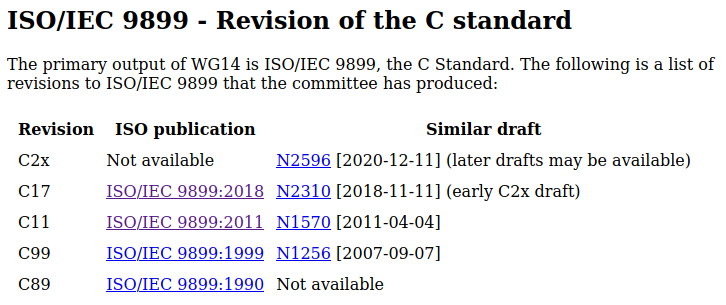 ISO/IEC 9899 - Revision of the C standard
The primary output of WG14 is ISO/IEC 9899, the C Standard. The following is a list of
revisions to ISO/IEC 9899 that the committee has produced:
Revision ISO publication Similar draft
C2x Not available N2596 [2020-12-11] (later drafts may be available)
C17 ISO/IEC 9899:2018 N2310 [2018-11-11] (early C2x draft)
C11 ISO/IEC 9899:2011 N1570 [2011-04-04]
C99 ISO/IEC 9899:1999 N1256 [2007-09-07]
C89 ISO/IEC 9899:1990 Not available